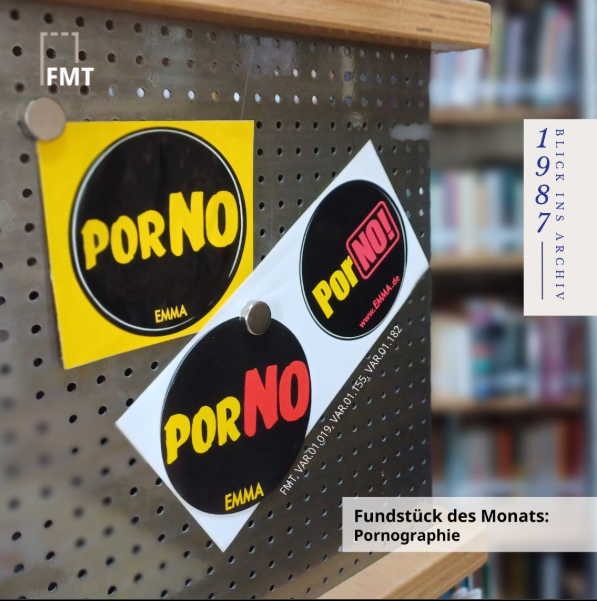 FMT
1987
BLICK INS ARCHIV
PorNO
EMMA
PorNO!
www.EMMA.de
PorNO
EMMA
FMT, VAR.01.019, VAR.01.155, VAR.01.182
Fundstück des Monats:
Pornographie